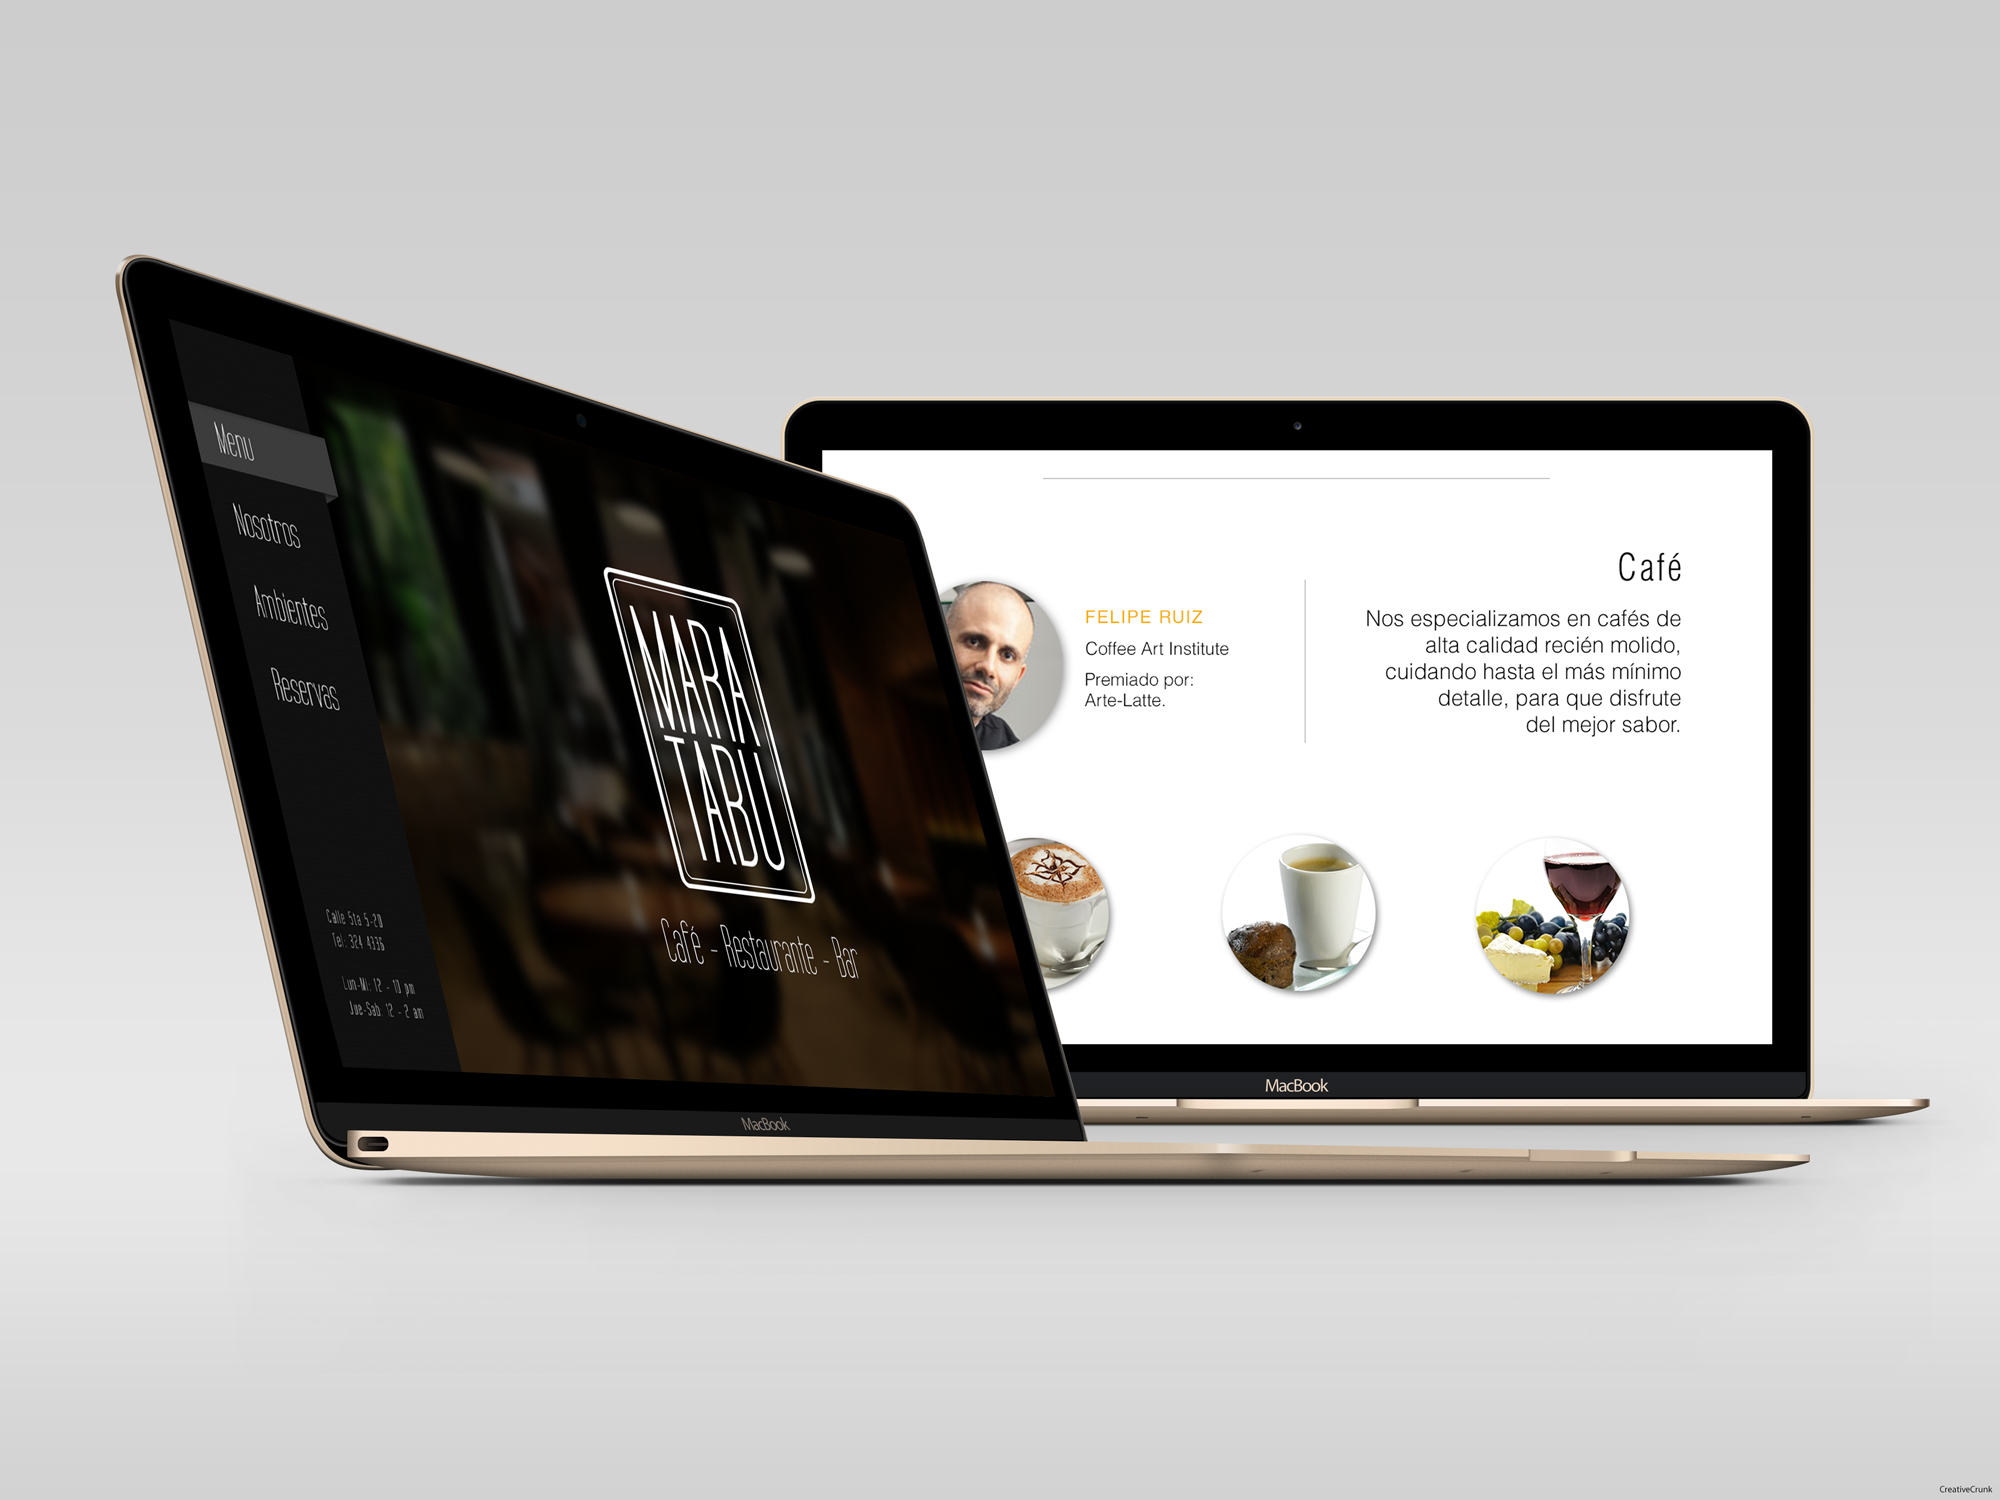 Menu
Nosotros
Ambientes
Reservas
Calle 5ta 5-20
Tel: 324 4336
Lun-Mi: 12 - 10 pm
Jue-Sab: 12 - 2 am
MARA
TABU
Café - Restaurante - Bar
MacBook
FELIPE RUIZ
Coffee Art Institute
Premiado por:
Arte-Latte.
Café
Nos especializamos en cafés de
alta calidad recién molido,
cuidando hasta el más mínimo
detalle, para que disfrute
del mejor sabor.
MacBook
CreativeCrunk